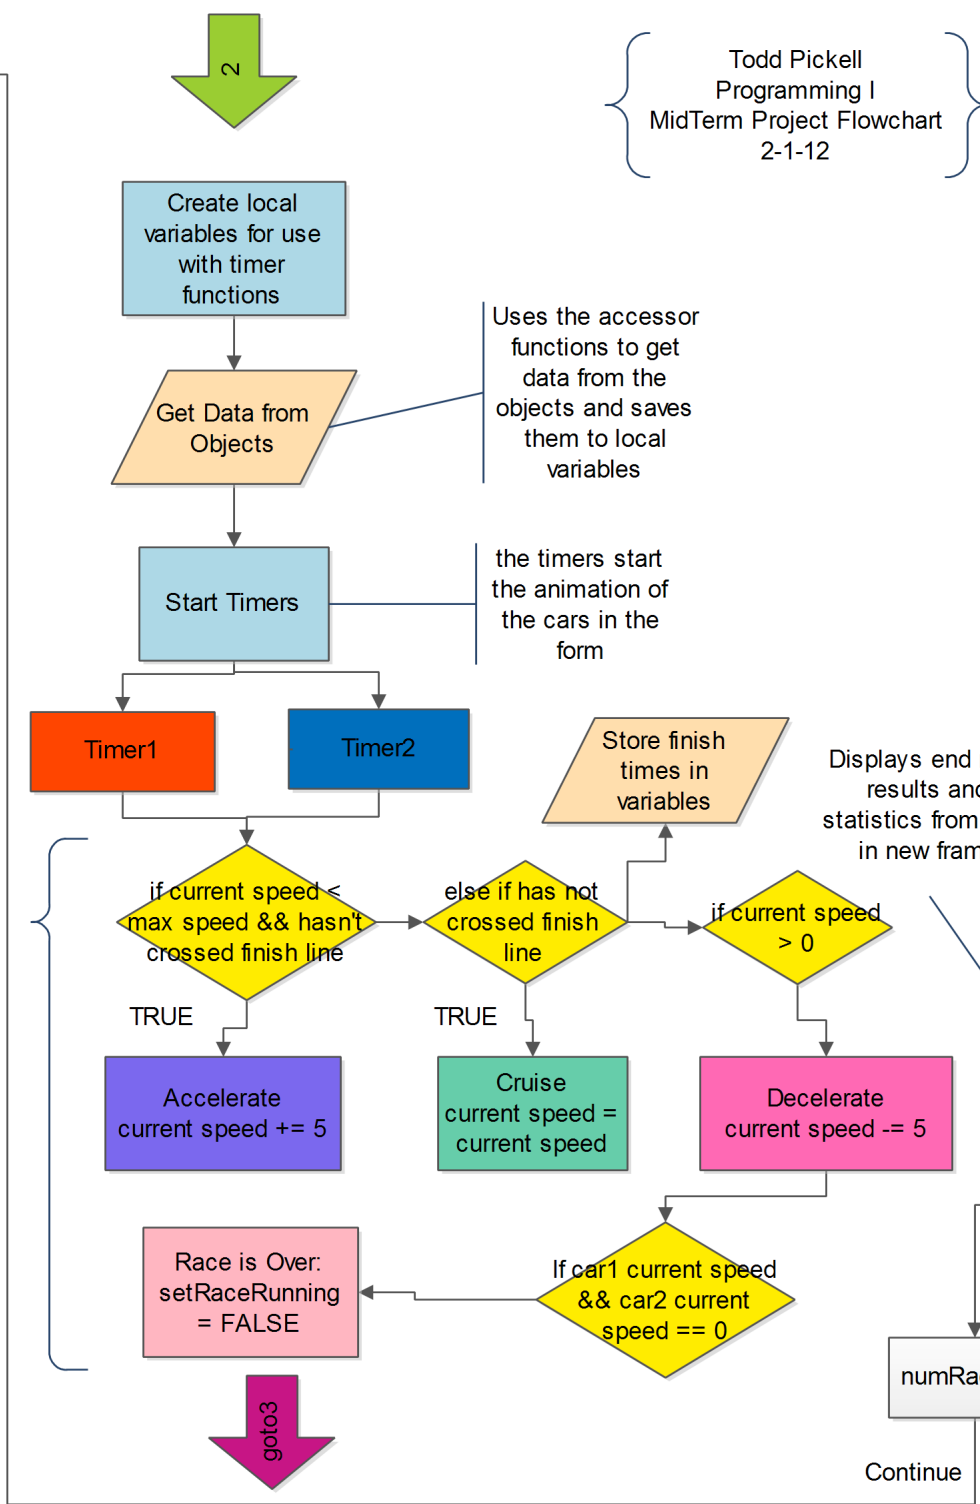 2
Todd Pickell
Programming I
MidTerm Project Flowchart
2-1-12
Create local
variables for use
with timer
functions
Uses the accessor
functions to get
data from the
objects and saves
them to local
variables
Get Data from
Objects
the timers start
the animation of
the cars in the
form
Start Timers
Timer1
Timer2
Store finish
times in
variables
Displays end
results and
statistics from
in new fram
if current speed <
max speed && hasn't
crossed finish line
else if has not
crossed finish
line
if current speed
> 0
TRUE
TRUE
Accelerate
current speed += 5
Cruise
current speed =
current speed
Decelerate
current speed -= 5
Race is Over:
setRaceRunning
= FALSE
If car1 current speed
&& car2 current
speed == 0
numRa
goto3
Continue